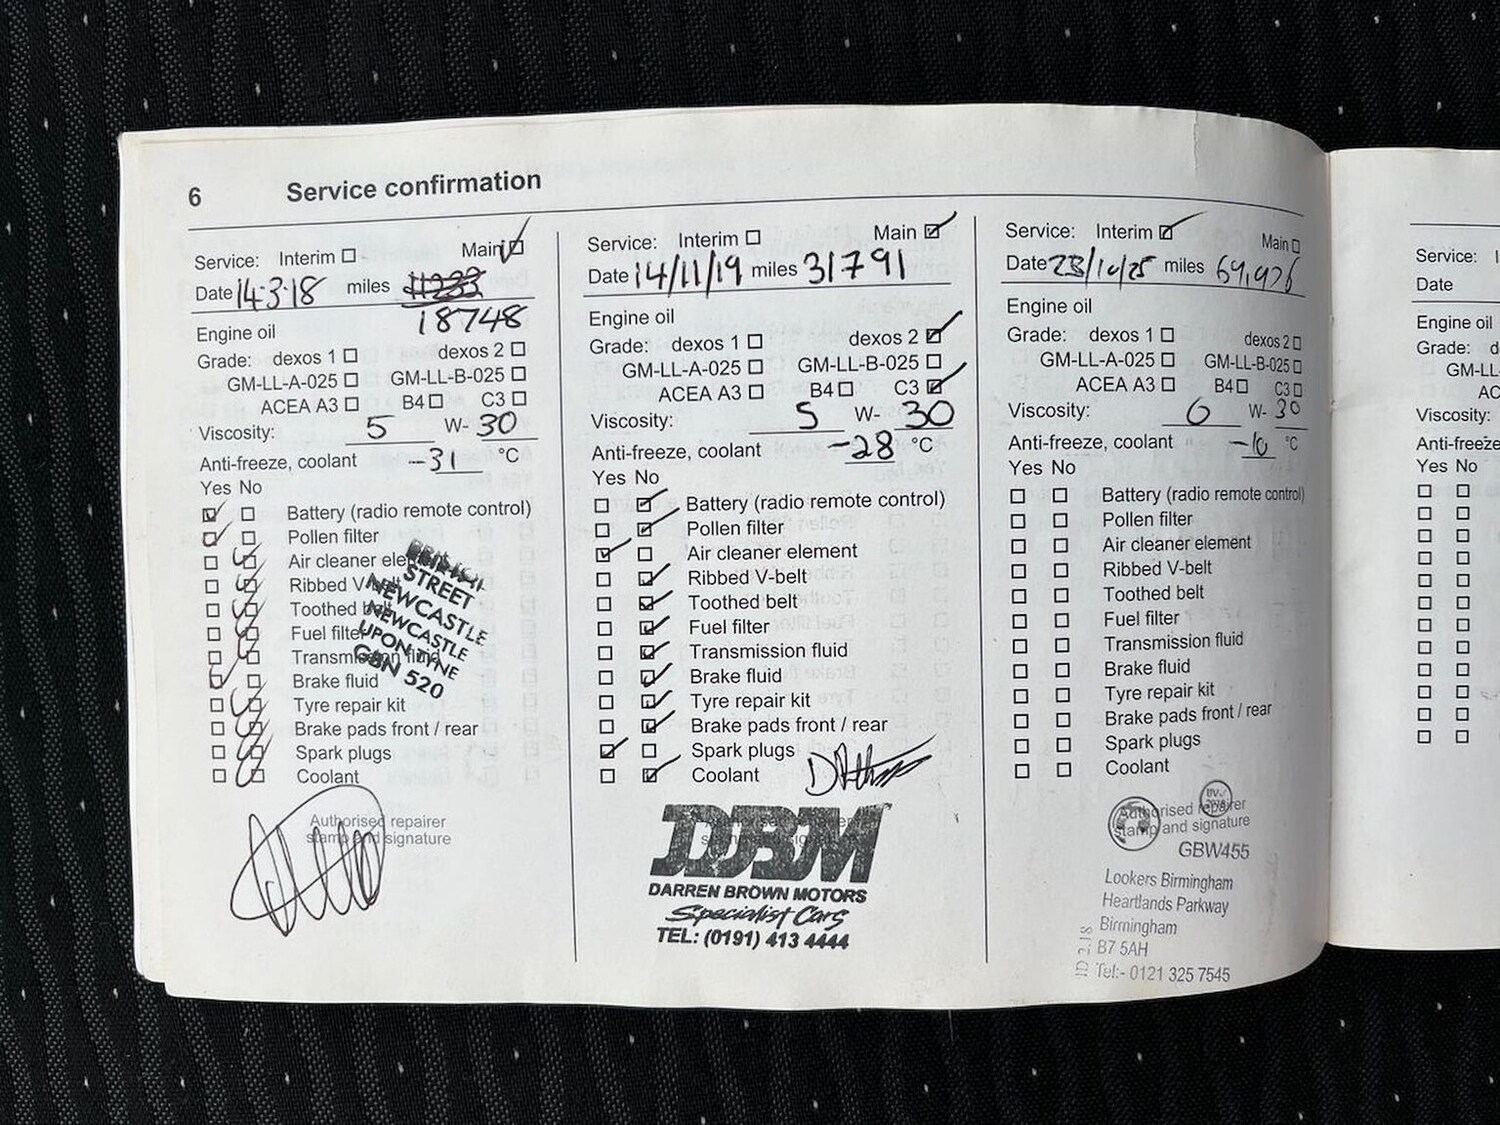 6 Service confirmation
Service: Interim Main
Date 14·3·18 miles
18748
Engine oil
Grade: dexos 1 dexos 2
GM-LL-A-025 GM-LL-B-025
ACEA A3 B4 C3
Viscosity: 5 W- 30
Anti-freeze, coolant -31 °C
Yes No
Battery (radio remote control)
Pollen filter
Air cleaner
Ribbed V-belt
Toothed belt
Fuel filter
Transmission fluid
Brake fluid
Tyre repair kit
Brake pads front / rear
Spark plugs
Coolant
STREET
NEWCASTLE
NEWCASTLE
UPON TYNE
GBN 520
Authorised repairer
stamp and signature
Service: Interim Main
Date 14/11/19 miles 31791
Engine oil
Grade: dexos 1 dexos 2
GM-LL-A-025 GM-LL-B-025
ACEA A3 B4 C3
Viscosity: 5 W- 30
Anti-freeze, coolant -28 °C
Yes No
Battery (radio remote control)
Pollen filter
Air cleaner element
Ribbed V-belt
Toothed belt
Fuel filter
Transmission fluid
Brake fluid
Tyre repair kit
Brake pads front / rear
Spark plugs
Coolant
DBM
DARREN BROWN MOTORS
Specialist Cars
TEL: (0191) 413 4444
Service: Interim Main
Date 23/10/25 miles 69,976
Engine oil
Grade: dexos 1 dexos 2
GM-LL-A-025 GM-LL-B-025
ACEA A3 B4 C3
Viscosity: 0 W- 30
Anti-freeze, coolant -10 °C
Yes No
Battery (radio remote control)
Pollen filter
Air cleaner element
Ribbed V-belt
Toothed belt
Fuel filter
Transmission fluid
Brake fluid
Tyre repair kit
Brake pads front / rear
Spark plugs
Coolant
Authorised repairer
stamp and signature
GBW455
Lookers Birmingham
Heartlands Parkway
Birmingham
B7 5AH
Tel:- 0121 325 7545
Service:
Date
Engine oil
Grade:
Viscosity:
Anti-freeze
Yes No